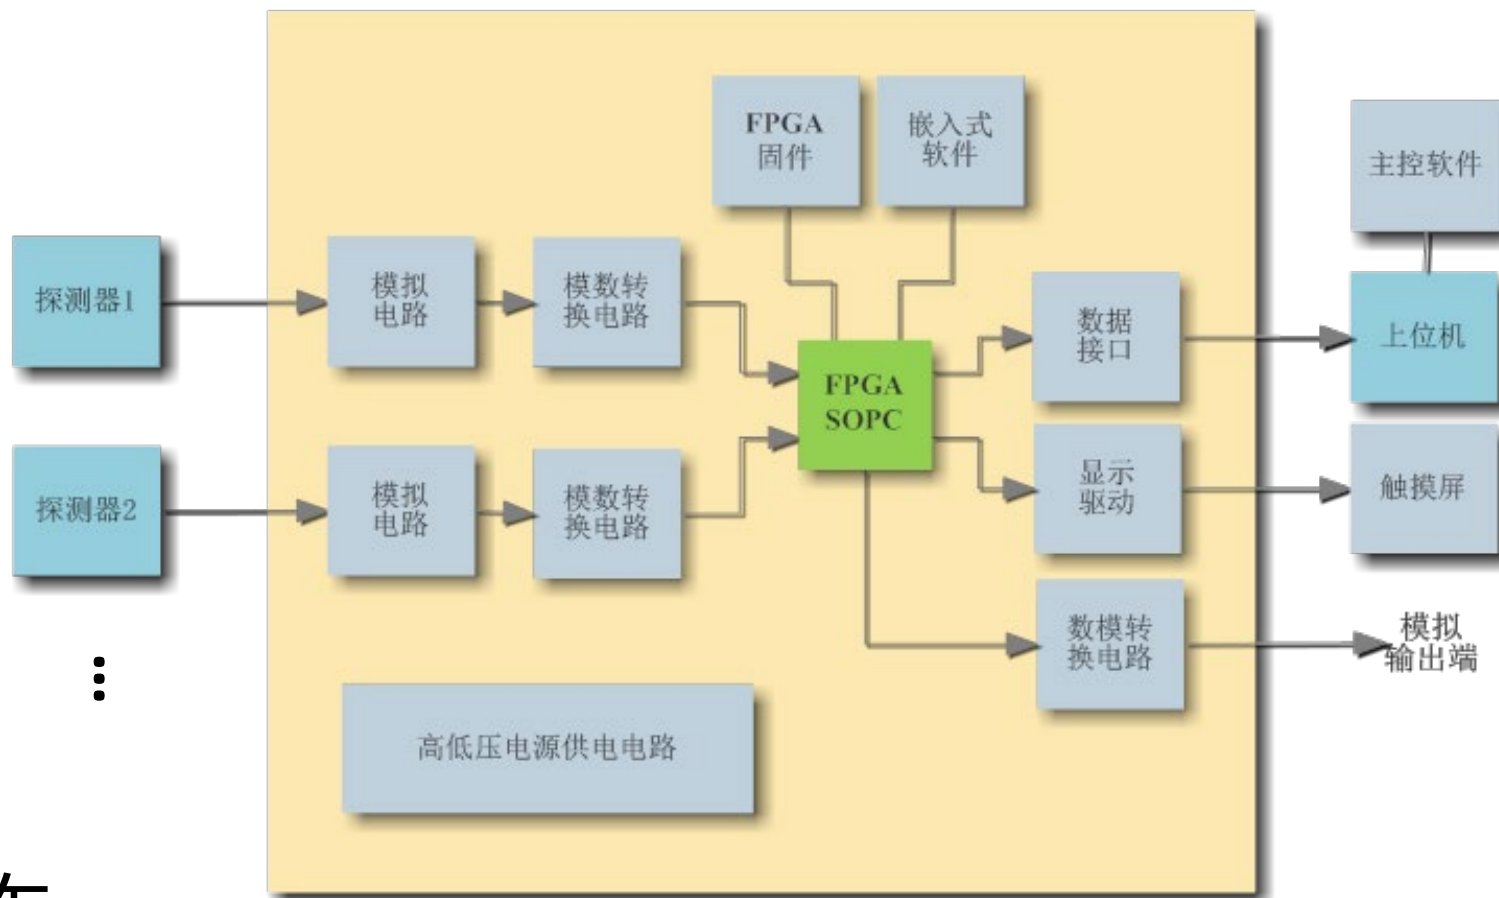 FPGA
固件
嵌入式
软件
主控软件
探测器1
模拟
电路
模数转
换电路
数据
接口
上位机
FPGA
SOPC
探测器2
模拟
电路
模数转
换电路
显示
驱动
触摸屏
数模转
换电路
模拟
输出端
高低压电源供电电路